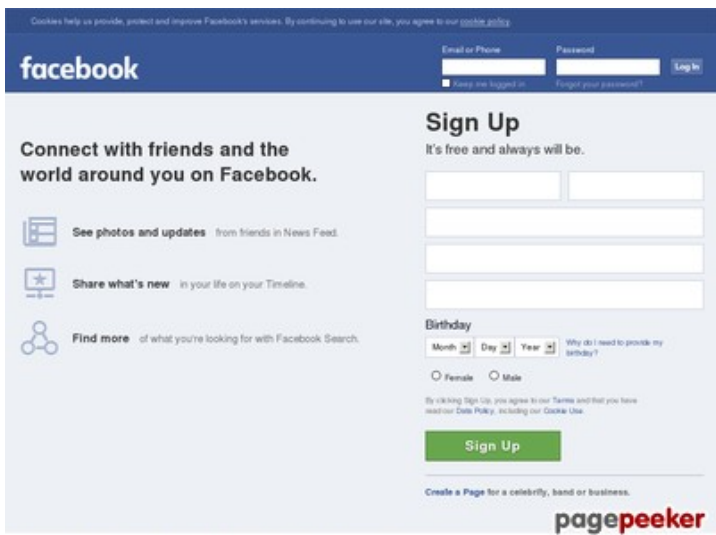 Cookies help us provide, protect and improve Facebook's services. By continuing to use our site, you agree to our cookie policy.
facebook
Email or Phone
Password
Log In
Keep me logged in
Forgot your password?
Connect with friends and the
world around you on Facebook.
See photos and updates from friends in News Feed.
Share what's new in your life on your Timeline.
Find more of what you're looking for with Facebook Search.
Sign Up
It's free and always will be.
Birthday
Month
Day
Year
Why do I need to provide my
birthday?
Female
Male
By clicking Sign Up, you agree to our Terms and that you have
read our Data Policy, including our Cookie Use.
Sign Up
Create a Page for a celebrity, band or business.
pagepeeker